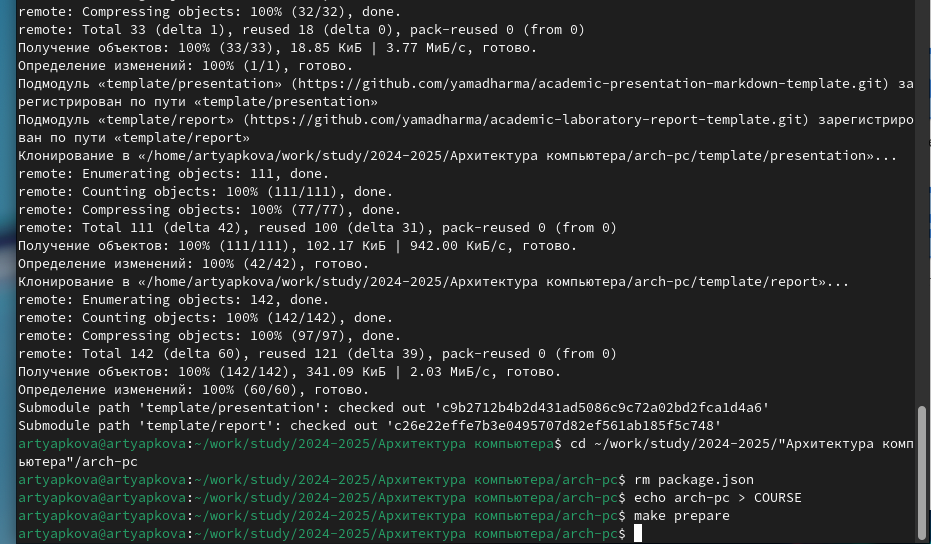 remote: Compressing objects: 100% (32/32), done.
remote: Total 33 (delta 1), reused 18 (delta 0), pack-reused 0 (from 0)
Получение объектов: 100% (33/33), 18.85 КиБ | 3.77 МиБ/с, готово.
Определение изменений: 100% (1/1), готово.
Подмодуль «template/presentation» (https://github.com/yamadharma/academic-presentation-markdown-template.git) за
регистрирован по пути «template/presentation»
Подмодуль «template/report» (https://github.com/yamadharma/academic-laboratory-report-template.git) зарегистриро
ван по пути «template/report»
Клонирование в «/home/artyapkova/work/study/2024-2025/Архитектура компьютера/arch-pc/template/presentation»...
remote: Enumerating objects: 111, done.
remote: Counting objects: 100% (111/111), done.
remote: Compressing objects: 100% (77/77), done.
remote: Total 111 (delta 42), reused 100 (delta 31), pack-reused 0 (from 0)
Получение объектов: 100% (111/111), 102.17 КиБ | 942.00 КиБ/с, готово.
Определение изменений: 100% (42/42), готово.
Клонирование в «/home/artyapkova/work/study/2024-2025/Архитектура компьютера/arch-pc/template/report»...
remote: Enumerating objects: 142, done.
remote: Counting objects: 100% (142/142), done.
remote: Compressing objects: 100% (97/97), done.
remote: Total 142 (delta 60), reused 121 (delta 39), pack-reused 0 (from 0)
Получение объектов: 100% (142/142), 341.09 КиБ | 2.03 МиБ/с, готово.
Определение изменений: 100% (60/60), готово.
Submodule path 'template/presentation': checked out 'c9b2712b4b2d431ad5086c9c72a02bd2fca1d4a6'
Submodule path 'template/report': checked out 'c26e22effe7b3e0495707d82ef561ab185f5c748'
artyapkova@artyapkova:~/work/study/2024-2025/Архитектура компьютера$ cd ~/work/study/2024-2025/"Архитектура комп
ьютера"/arch-pc
artyapkova@artyapkova:~/work/study/2024-2025/Архитектура компьютера/arch-pc$ rm package.json
artyapkova@artyapkova:~/work/study/2024-2025/Архитектура компьютера/arch-pc$ echo arch-pc > COURSE
artyapkova@artyapkova:~/work/study/2024-2025/Архитектура компьютера/arch-pc$ make prepare
artyapkova@artyapkova:~/work/study/2024-2025/Архитектура компьютера/arch-pc$